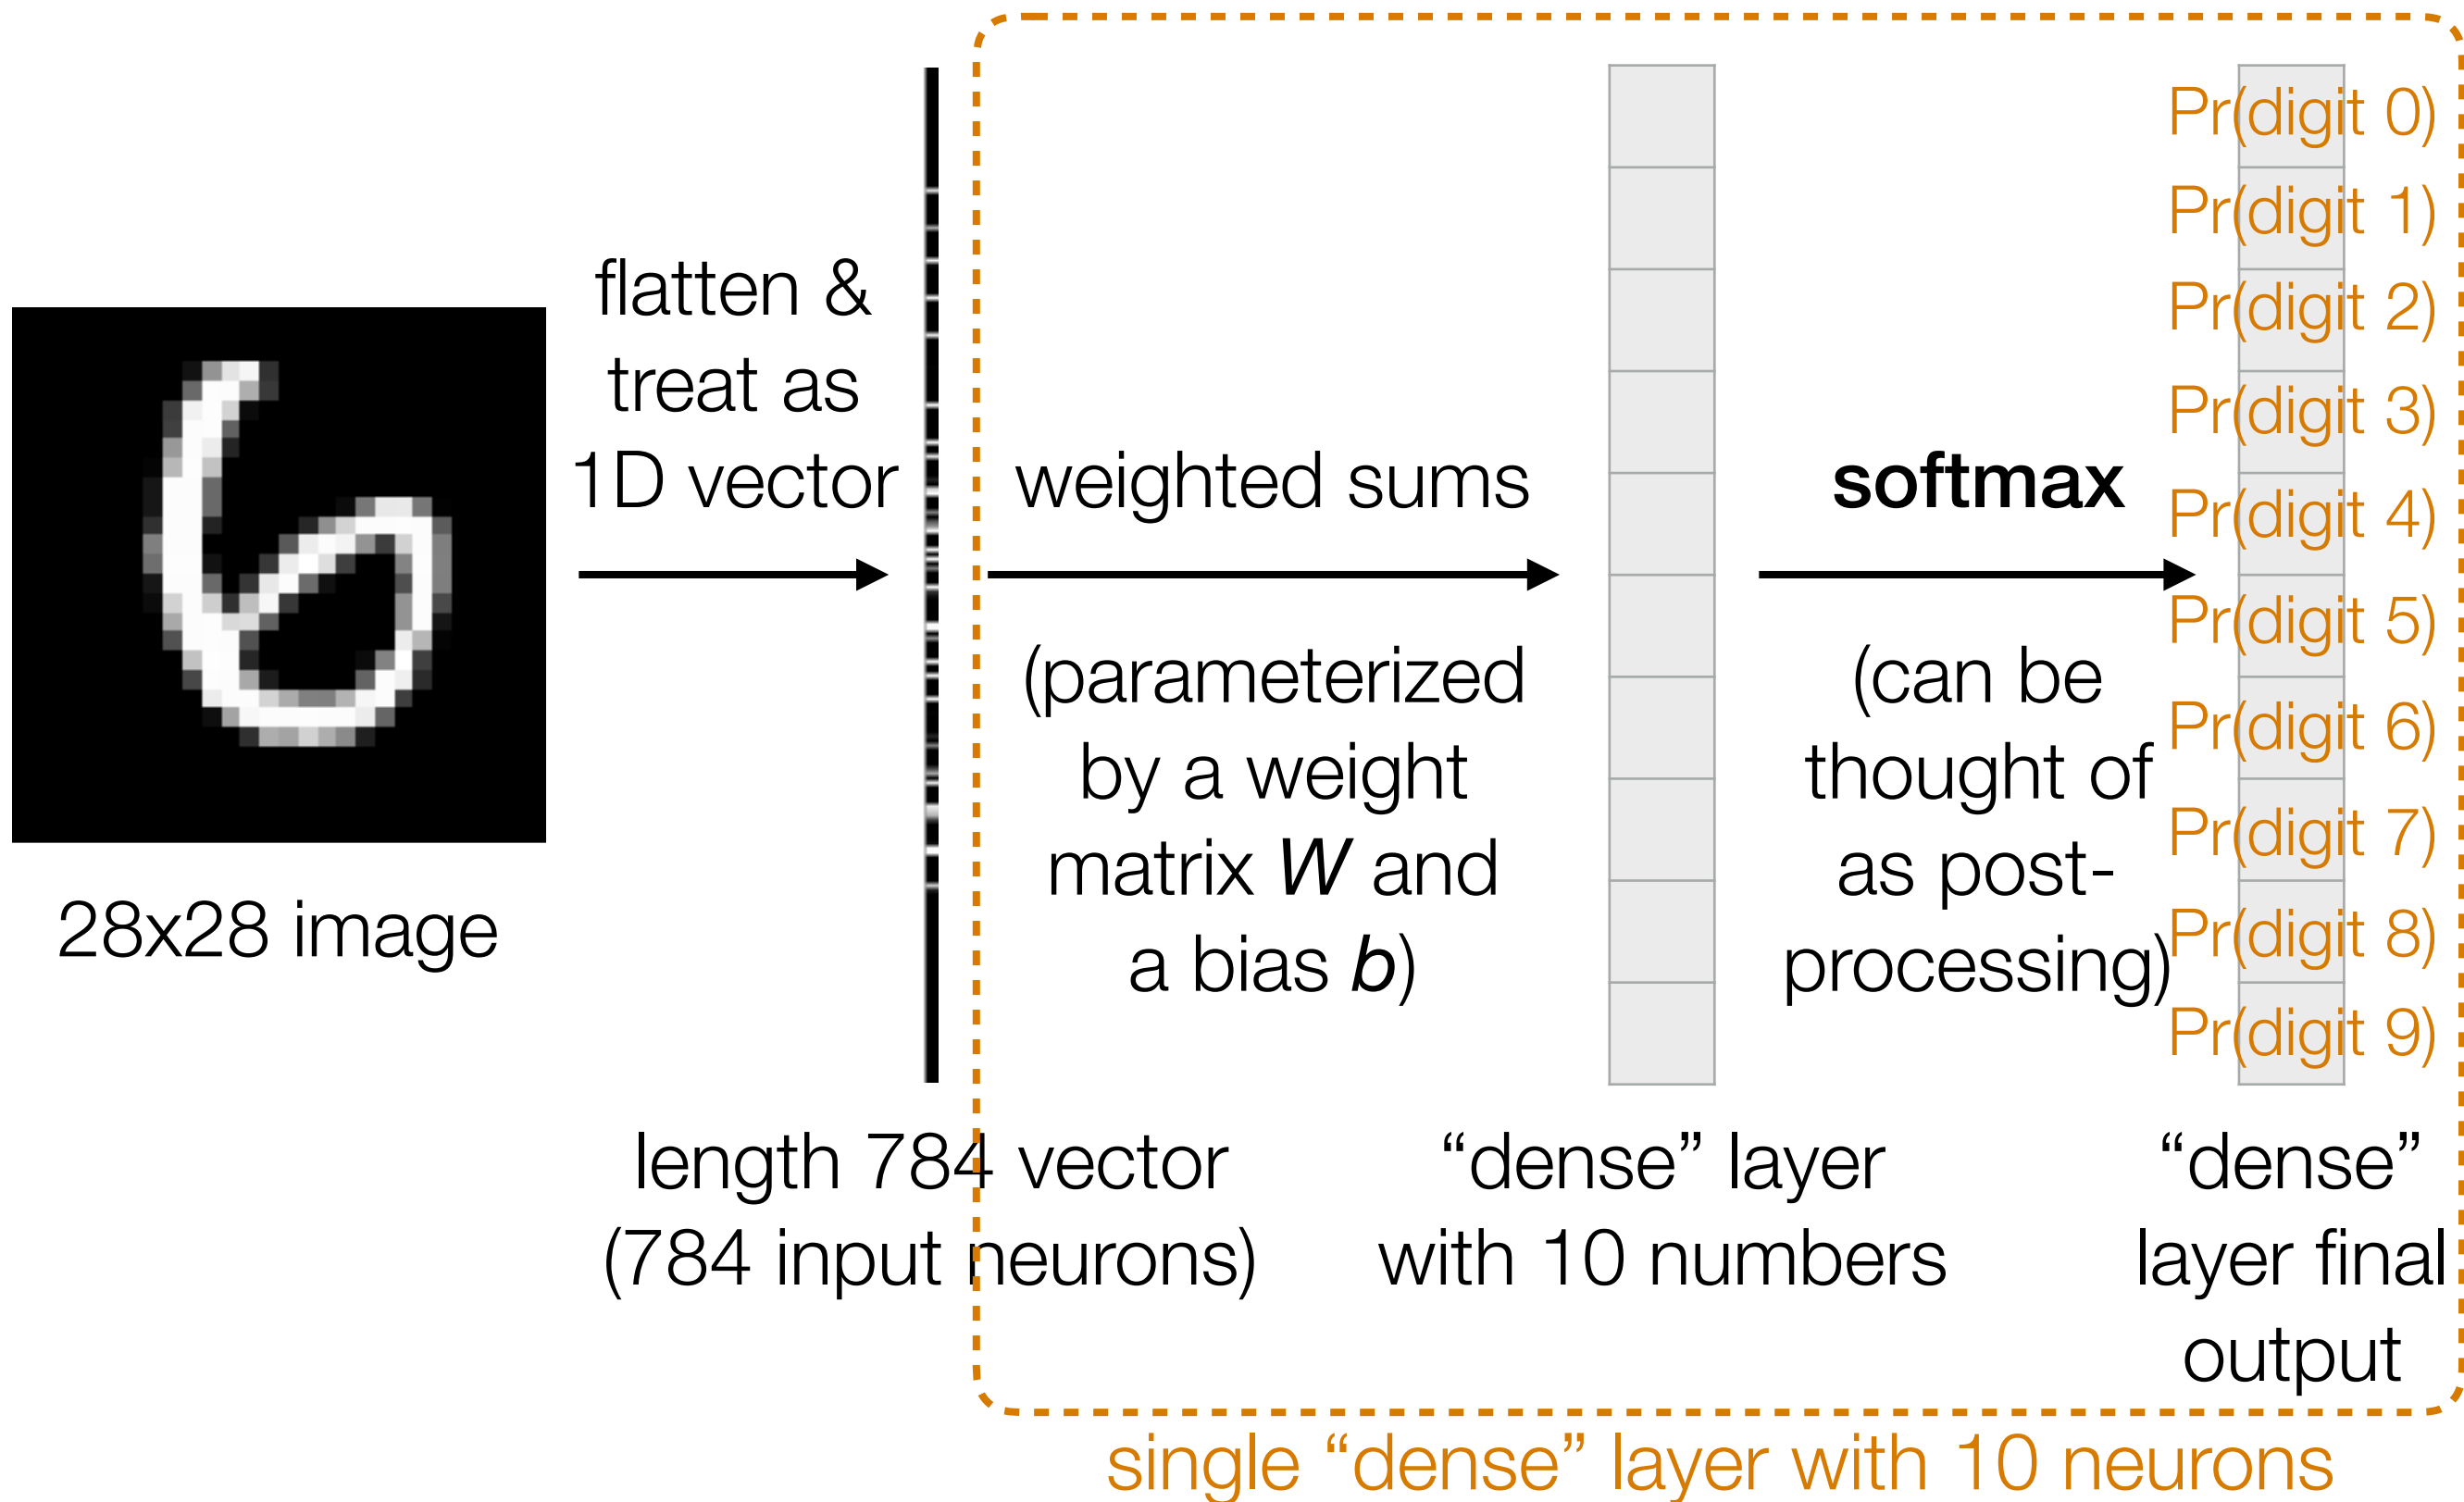 28x28 image
flatten &
treat as
1D vector
length 784 vector
(784 input neurons)
weighted sums
(parameterized
by a weight
matrix W and
a bias b)
“dense” layer
with 10 numbers
softmax
(can be
thought of
as post-
processing)
Pr(digit 0)
Pr(digit 1)
Pr(digit 2)
Pr(digit 3)
Pr(digit 4)
Pr(digit 5)
Pr(digit 6)
Pr(digit 7)
Pr(digit 8)
Pr(digit 9)
“dense”
layer final
output
single “dense” layer with 10 neurons